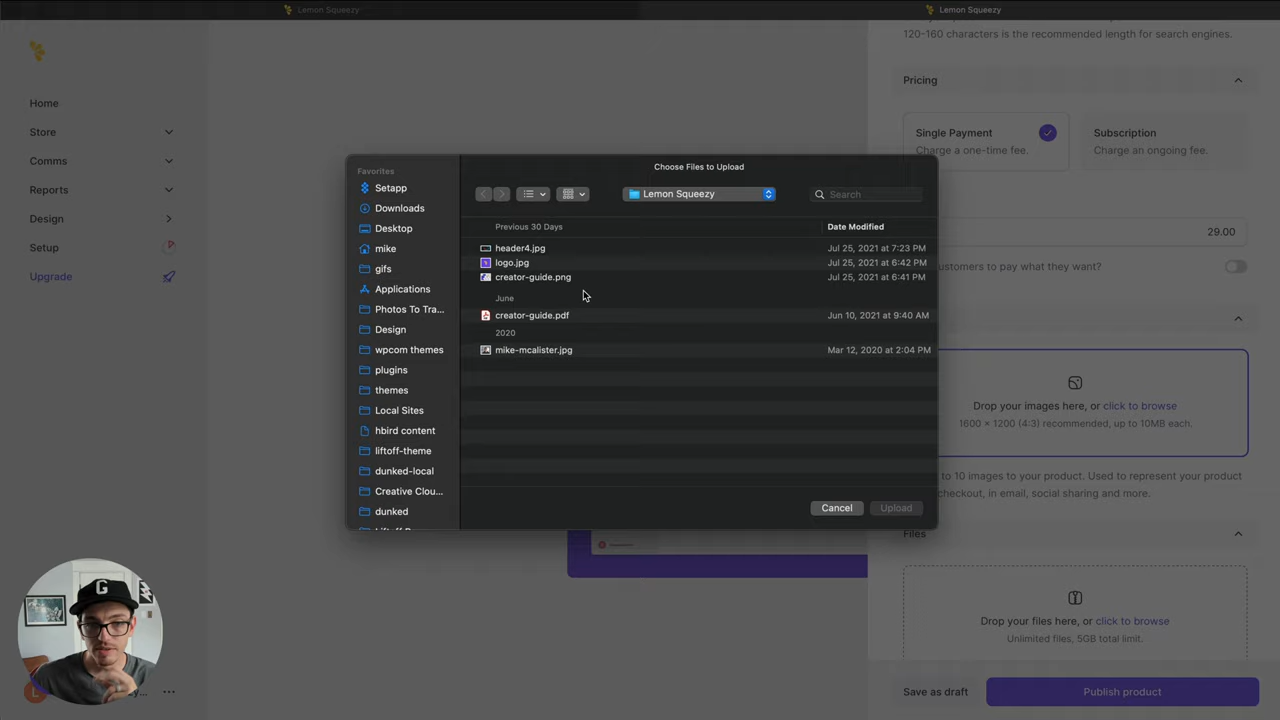 Lemon Squeezy
Lemon Squeezy
Home
Store
Comms
Reports
Design
Setup
Upgrade
Favorites
Setapp
Downloads
Desktop
mike
gifs
Applications
Photos To Tra...
Design
wpcom themes
plugins
themes
Local Sites
hbird content
liftoff-theme
dunked-local
Creative Clou...
dunked
Choose Files to Upload
Lemon Squeezy
Search
Previous 30 Days
Date Modified
header4.jpg
Jul 25, 2021 at 7:23 PM
logo.jpg
Jul 25, 2021 at 6:42 PM
creator-guide.png
Jul 25, 2021 at 6:41 PM
June
creator-guide.pdf
Jun 10, 2021 at 9:40 AM
2020
mike-mcalister.jpg
Mar 12, 2020 at 2:04 PM
Cancel
Upload
120-160 characters is the recommended length for search engines.
Pricing
Single Payment
Charge a one-time fee.
Subscription
Charge an ongoing fee.
29.00
ustomers to pay what they want?
Drop your images here, or click to browse
1600 × 1200 (4:3) recommended, up to 10MB each.
to 10 images to your product. Used to represent your product
checkout, in email, social sharing and more.
Files
Drop your files here, or click to browse
Unlimited files, 5GB total limit.
Save as draft
Publish product
G